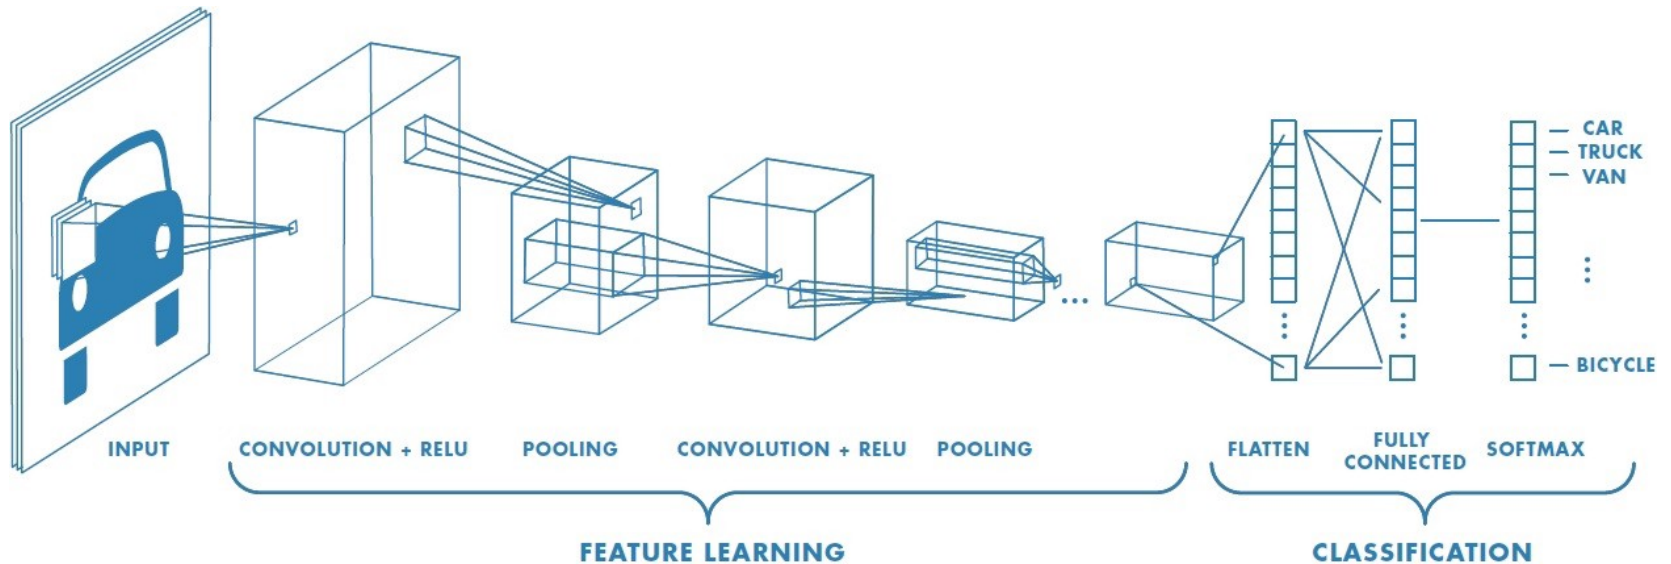 CAR
TRUCK
VAN
BICYCLE
INPUT
CONVOLUTION + RELU
POOLING
CONVOLUTION + RELU
POOLING
FLATTEN
FULLY
CONNECTED
SOFTMAX
FEATURE LEARNING
CLASSIFICATION